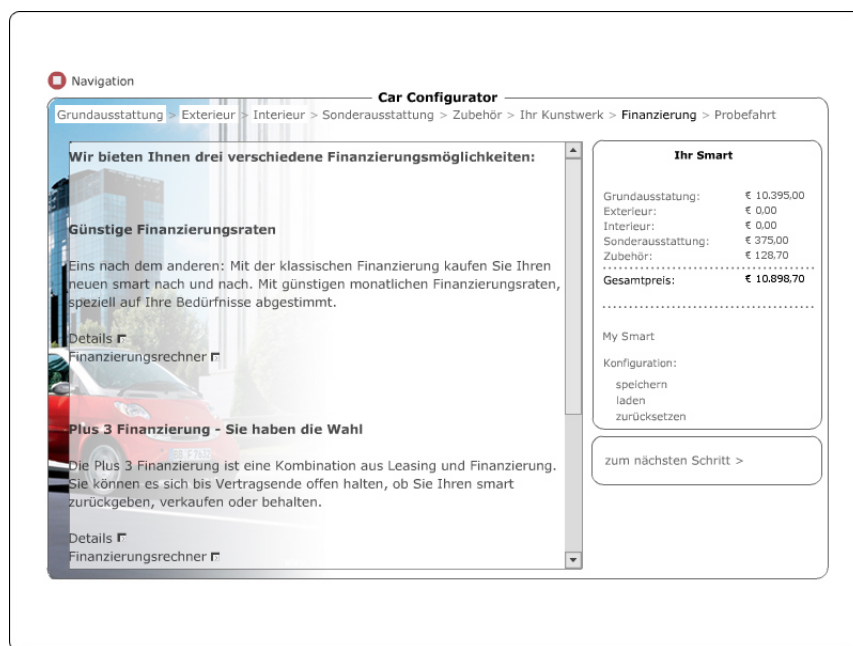 Navigation
Car Configurator
Grundausstattung > Exterieur > Interieur > Sonderausstattung > Zubehör > Ihr Kunstwerk > Finanzierung > Probefahrt
Wir bieten Ihnen drei verschiedene Finanzierungsmöglichkeiten:
Günstige Finanzierungsraten
Eins nach dem anderen: Mit der klassischen Finanzierung kaufen Sie Ihren
neuen smart nach und nach. Mit günstigen monatlichen Finanzierungsraten,
speziell auf Ihre Bedürfnisse abgestimmt.
Details
Finanzierungsrechner
Plus 3 Finanzierung - Sie haben die Wahl
Die Plus 3 Finanzierung ist eine Kombination aus Leasing und Finanzierung.
Sie können es sich bis Vertragsende offen halten, ob Sie Ihren smart
zurückgeben, verkaufen oder behalten.
Details
Finanzierungsrechner
Ihr Smart
Grundausstatung: € 10.395,00
Exterieur: € 0,00
Interieur: € 0,00
Sonderausstattung: € 375,00
Zubehör: € 128,70
Gesamtpreis: € 10.898,70
My Smart
Konfiguration:
speichern
laden
zurücksetzen
zum nächsten Schritt >